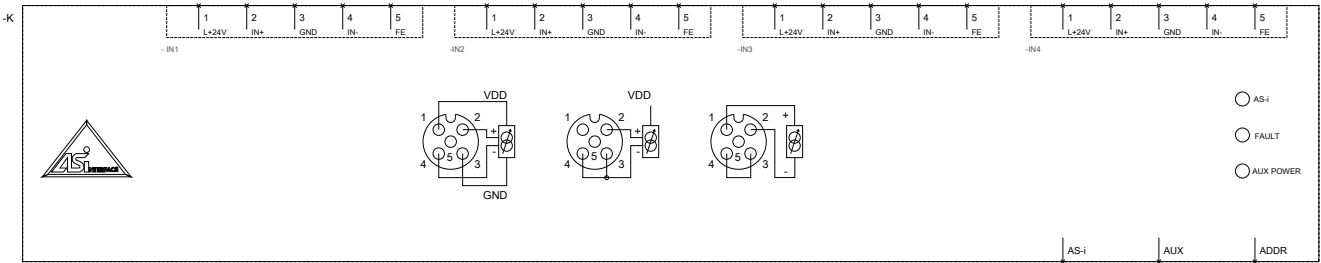 -K
1 2 3 4 5
L+24V IN+ GND IN- FE
- IN1
1 2 3 4 5
L+24V IN+ GND IN- FE
-IN2
1 2 3 4 5
L+24V IN+ GND IN- FE
-IN3
1 2 3 4 5
L+24V IN+ GND IN- FE
-IN4
VDD
1 2
+
-
5
4 3
GND
VDD
1 2
+
-
5
4 3
+
1 2
5
4 3
-
ASi
INTERFACE
AS-i
FAULT
AUX POWER
AS-i AUX ADDR